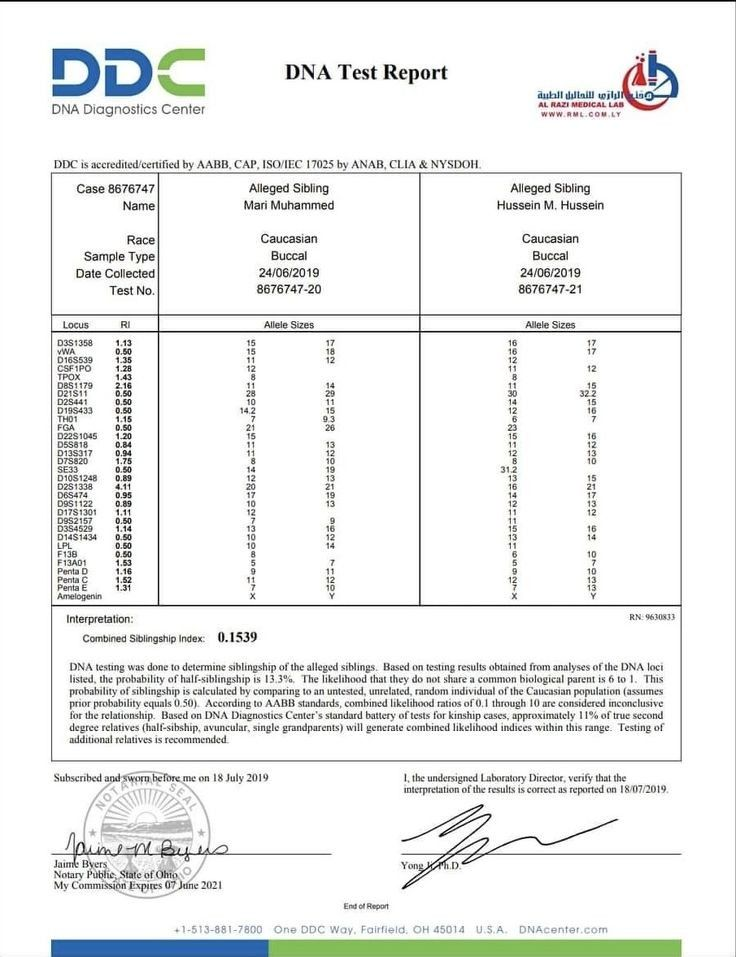 DDC
DNA Diagnostics Center
DNA Test Report
مختبر الرازي للتحاليل الطبية
AL RAZI MEDICAL LAB
WWW.RML.COM.LY
DDC is accredited/certified by AABB, CAP, ISO/IEC 17025 by ANAB, CLIA & NYSDOH.
Case 8676747 Alleged Sibling Alleged Sibling
Name Mari Muhammed Hussein M. Hussein
Race Caucasian Caucasian
Sample Type Buccal Buccal
Date Collected 24/06/2019 24/06/2019
Test No. 8676747-20 8676747-21
Locus RI Allele Sizes Allele Sizes
D3S1358 1.13 15 17 16 17
vWA 0.50 15 18 16 17
D16S539 1.35 11 12 12
CSF1PO 1.28 12 11 12
TPOX 1.43 8 8
D8S1179 2.16 11 14 11 15
D21S11 0.50 28 29 30 32.2
D2S441 0.50 10 11 14 15
D19S433 0.50 14.2 15 12 16
TH01 1.15 7 9.3 6 7
FGA 0.50 21 26 23
D22S1045 1.20 15 15 16
D5S818 0.84 11 13 11 12
D13S317 0.94 11 12 12 13
D7S820 1.75 8 10 8 10
SE33 0.50 14 19 31.2
D10S1248 0.89 12 13 13 15
D2S1338 4.11 20 21 16 21
D6S474 0.95 17 19 14 17
D9S1122 0.89 10 13 12 13
D17S1301 1.11 12 11 12
D9S2157 0.50 7 9 11
D3S4529 1.14 13 16 15 16
D14S1434 0.50 10 12 13 14
LPL 0.50 10 14 11
F13B 0.50 8 6 10
F13A01 1.53 5 7 5 7
Penta D 1.16 9 11 9 10
Penta C 1.52 11 12 12 13
Penta E 1.31 7 10 7 13
Amelogenin X Y X Y
Interpretation: RN: 9630833
Combined Siblingship Index: 0.1539
DNA testing was done to determine siblingship of the alleged siblings. Based on testing results obtained from analyses of the DNA loci
listed, the probability of half-siblingship is 13.3%. The likelihood that they do not share a common biological parent is 6 to 1. This
probability of siblingship is calculated by comparing to an untested, unrelated, random individual of the Caucasian population (assumes
prior probability equals 0.50). According to AABB standards, combined likelihood ratios of 0.1 through 10 are considered inconclusive
for the relationship. Based on DNA Diagnostics Center's standard battery of tests for kinship cases, approximately 11% of true second
degree relatives (half-sibship, avuncular, single grandparents) will generate combined likelihood indices within this range. Testing of
additional relatives is recommended.
Subscribed and sworn before me on 18 July 2019
I, the undersigned Laboratory Director, verify that the
interpretation of the results is correct as reported on 18/07/2019.
NOTARIAL SEAL
Jaime M Byers
Jaime Byers
Notary Public, State of Ohio
My Commission Expires 07 June 2021
Ph.D.
Yong
End of Report
+1-513-881-7800 One DDC Way, Fairfield, OH 45014 U.S.A. DNAcenter.com